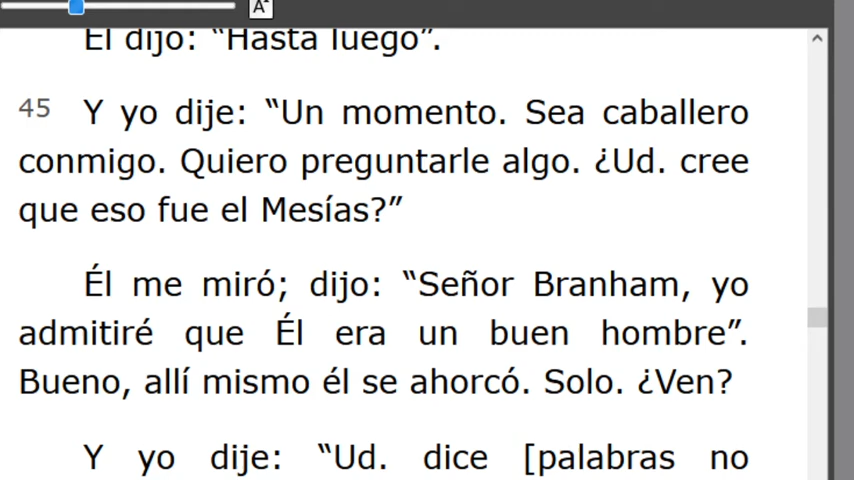 A
Él dijo: “Hasta luego”.
45 Y yo dije: “Un momento. Sea caballero
conmigo. Quiero preguntarle algo. ¿Ud. cree
que eso fue el Mesías?”
Él me miró; dijo: “Señor Branham, yo
admitiré que Él era un buen hombre”.
Bueno, allí mismo él se ahorcó. Solo. ¿Ven?
Y yo dije: “Ud. dice [palabras no